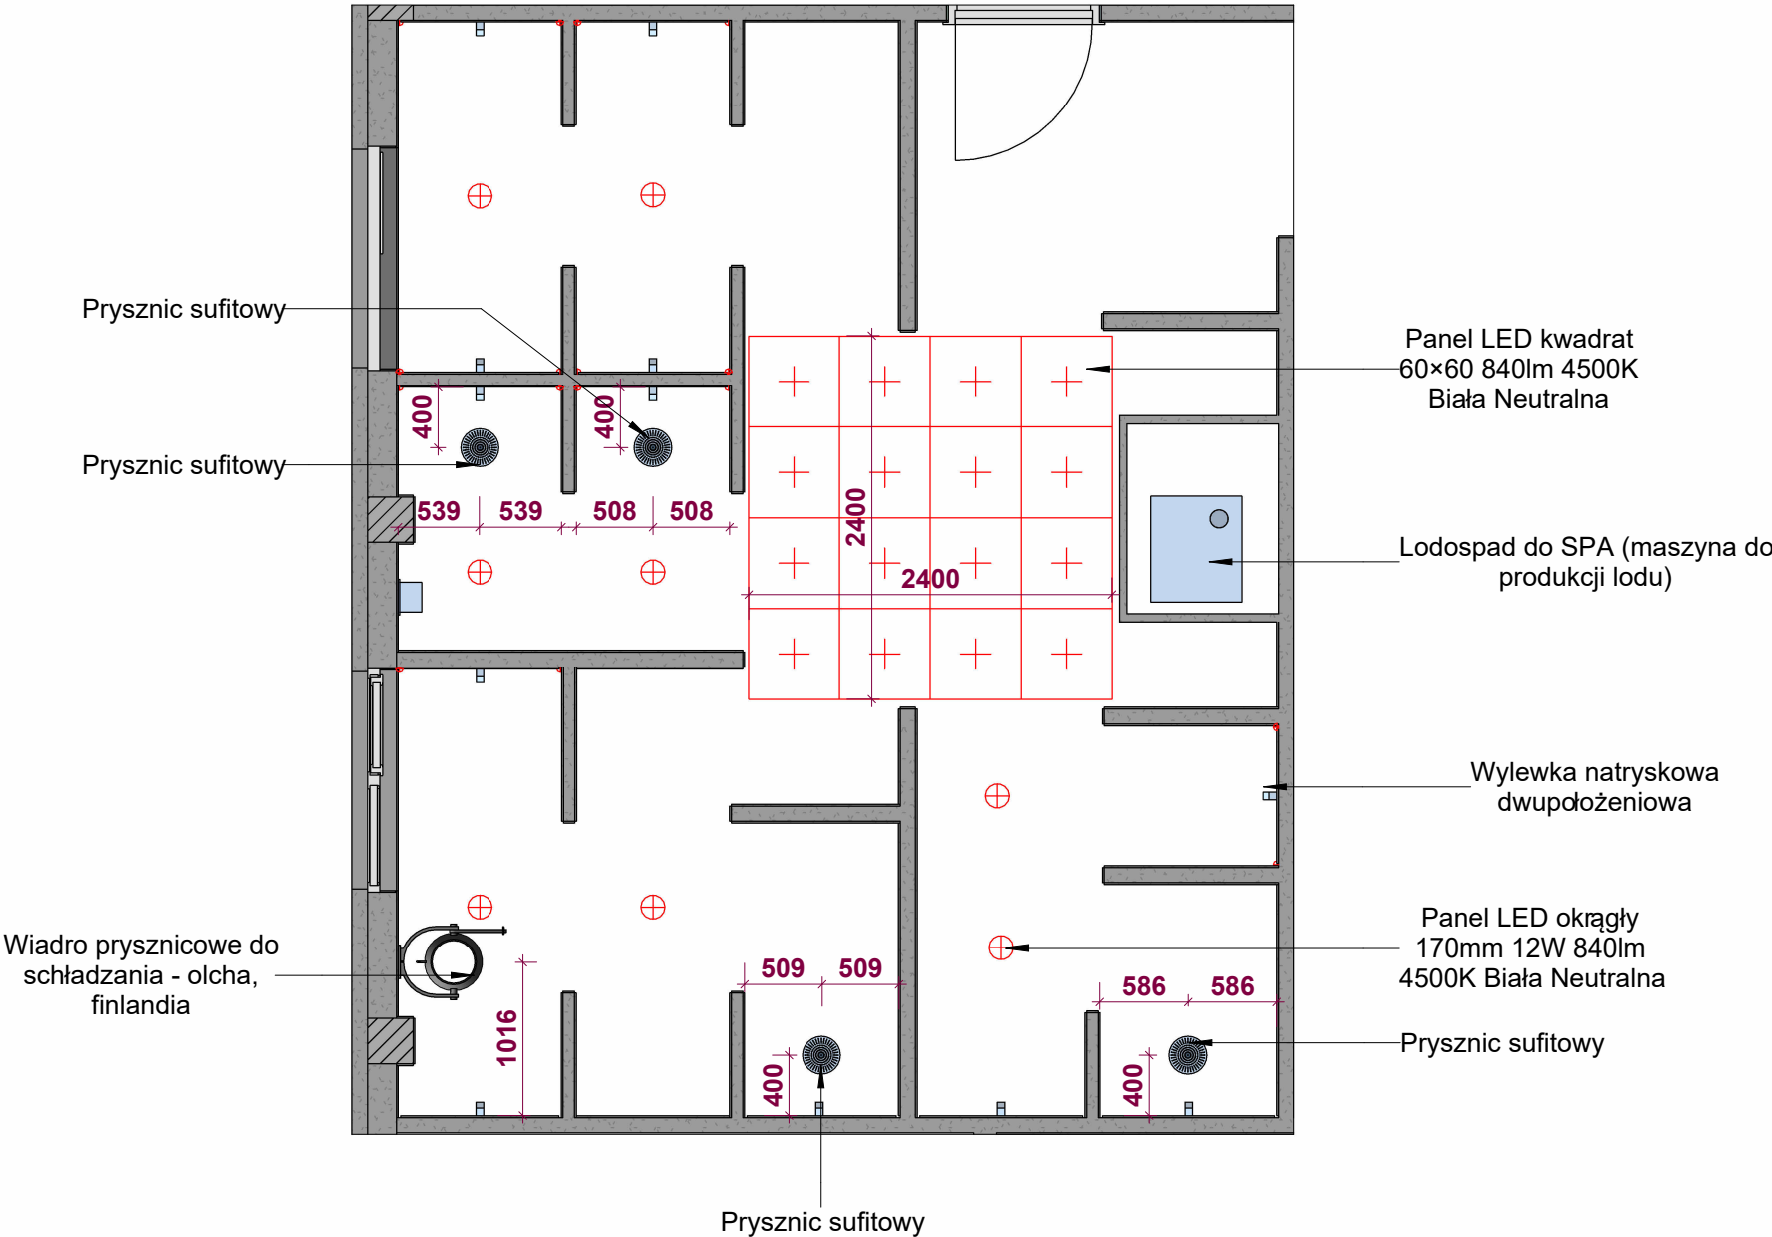 Prysznic sufitowy
Panel LED kwadrat
60×60 840lm 4500K
Biała Neutralna
400
400
Prysznic sufitowy
539
539
508
508
2400
2400
Lodospad do SPA (maszyna do
produkcji lodu)
Wylewka natryskowa
dwupołożeniowa
Wiadro prysznicowe do
schładzania - olcha,
finlandia
Panel LED okrągły
170mm 12W 840lm
4500K Biała Neutralna
509
509
586
586
1016
Prysznic sufitowy
400
400
Prysznic sufitowy